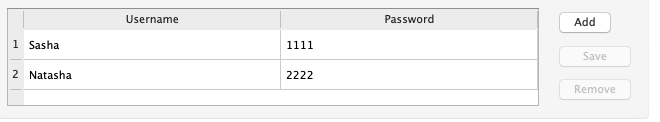 Username Password Add
1 Sasha 1111
Save
2 Natasha 2222
Remove